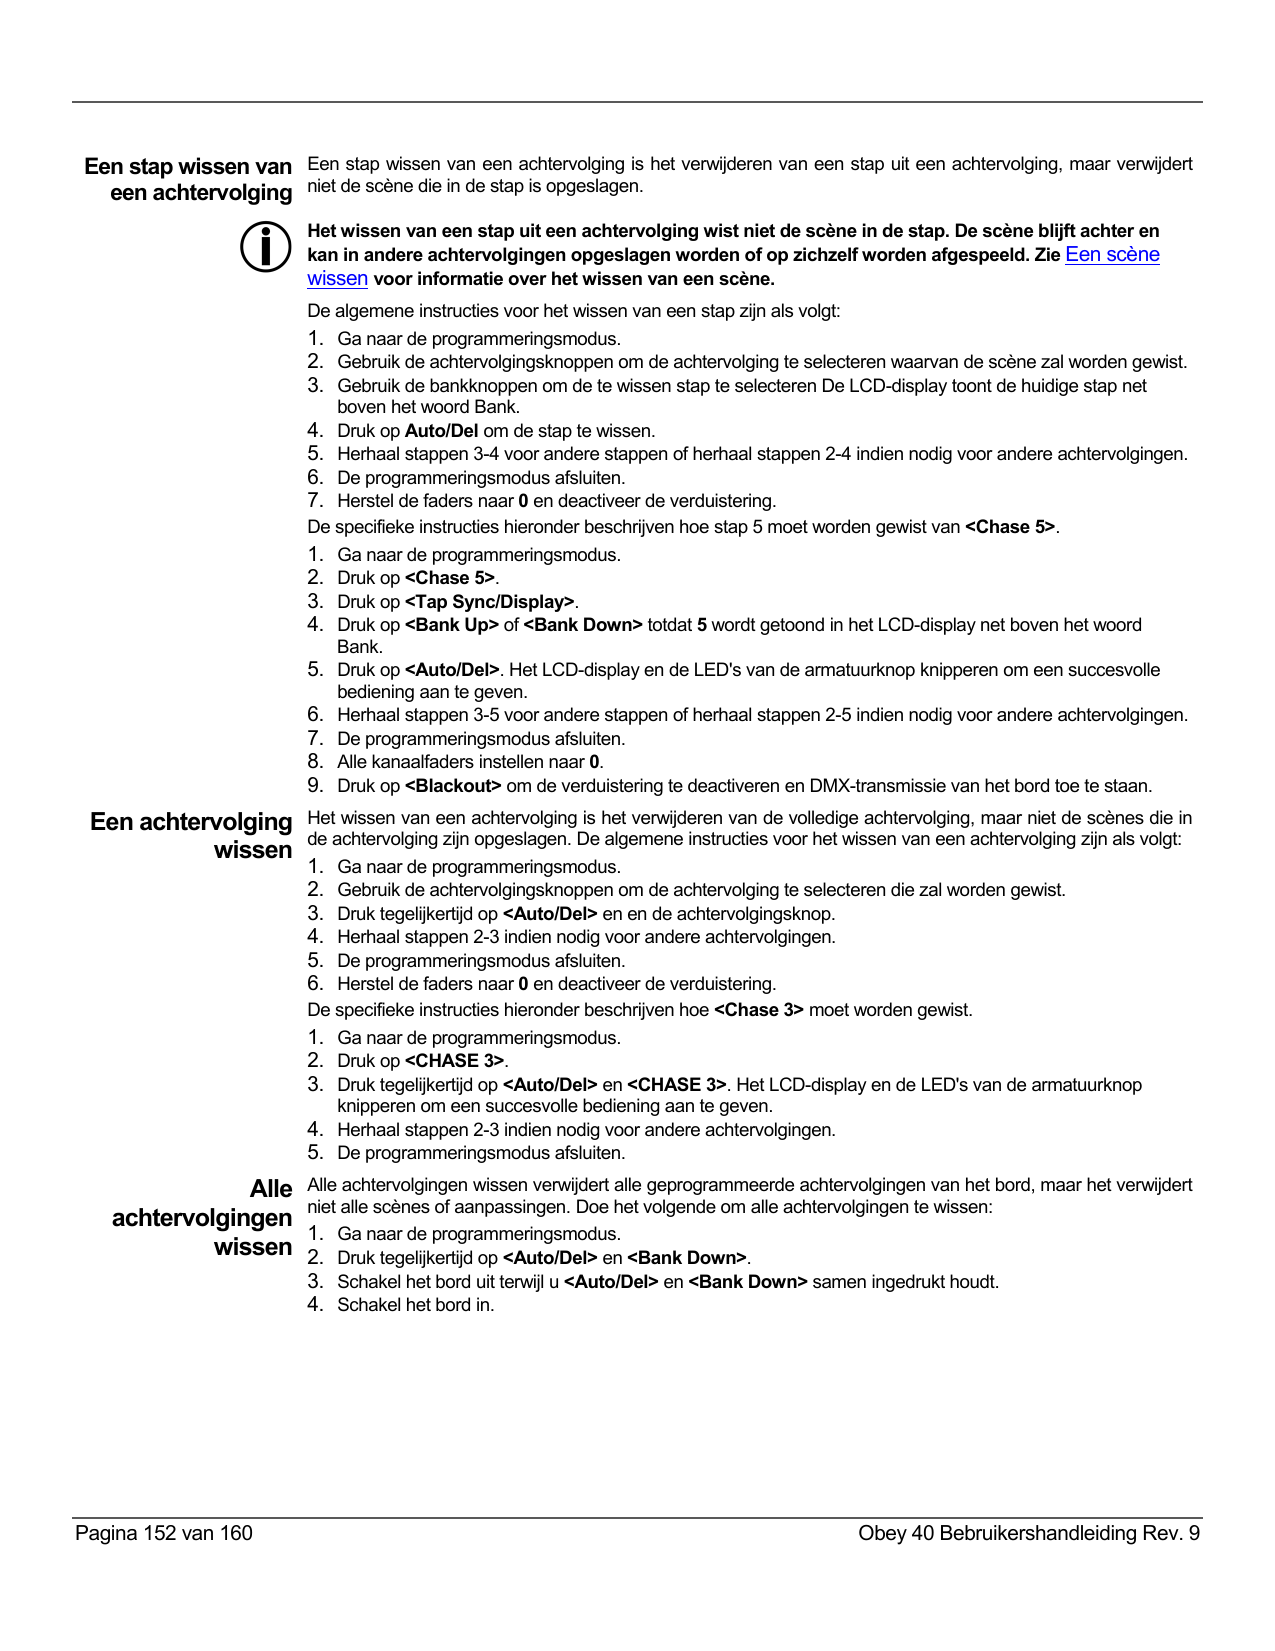 Een stap wissen van
een achtervolging
Een stap wissen van een achtervolging is het verwijderen van een stap uit een achtervolging, maar verwijdert
niet de scène die in de stap is opgeslagen.
Het wissen van een stap uit een achtervolging wist niet de scène in de stap. De scène blijft achter en
kan in andere achtervolgingen opgeslagen worden of op zichzelf worden afgespeeld. Zie Een scène
wissen voor informatie over het wissen van een scène.
De algemene instructies voor het wissen van een stap zijn als volgt:
1. Ga naar de programmeringsmodus.
2. Gebruik de achtervolgingsknoppen om de achtervolging te selecteren waarvan de scène zal worden gewist.
3. Gebruik de bankknoppen om de te wissen stap te selecteren De LCD-display toont de huidige stap net
boven het woord Bank.
4. Druk op Auto/Del om de stap te wissen.
5. Herhaal stappen 3-4 voor andere stappen of herhaal stappen 2-4 indien nodig voor andere achtervolgingen.
6. De programmeringsmodus afsluiten.
7. Herstel de faders naar 0 en deactiveer de verduistering.
De specifieke instructies hieronder beschrijven hoe stap 5 moet worden gewist van <Chase 5>.
1. Ga naar de programmeringsmodus.
2. Druk op <Chase 5>.
3. Druk op <Tap Sync/Display>.
4. Druk op <Bank Up> of <Bank Down> totdat 5 wordt getoond in het LCD-display net boven het woord
Bank.
5. Druk op <Auto/Del>. Het LCD-display en de LED's van de armatuurknop knipperen om een succesvolle
bediening aan te geven.
6. Herhaal stappen 3-5 voor andere stappen of herhaal stappen 2-5 indien nodig voor andere achtervolgingen.
7. De programmeringsmodus afsluiten.
8. Alle kanaalfaders instellen naar 0.
9. Druk op <Blackout> om de verduistering te deactiveren en DMX-transmissie van het bord toe te staan.
Een achtervolging
wissen
Het wissen van een achtervolging is het verwijderen van de volledige achtervolging, maar niet de scènes die in
de achtervolging zijn opgeslagen. De algemene instructies voor het wissen van een achtervolging zijn als volgt:
1. Ga naar de programmeringsmodus.
2. Gebruik de achtervolgingsknoppen om de achtervolging te selecteren die zal worden gewist.
3. Druk tegelijkertijd op <Auto/Del> en en de achtervolgingsknop.
4. Herhaal stappen 2-3 indien nodig voor andere achtervolgingen.
5. De programmeringsmodus afsluiten.
6. Herstel de faders naar 0 en deactiveer de verduistering.
De specifieke instructies hieronder beschrijven hoe <Chase 3> moet worden gewist.
1. Ga naar de programmeringsmodus.
2. Druk op <CHASE 3>.
3. Druk tegelijkertijd op <Auto/Del> en <CHASE 3>. Het LCD-display en de LED's van de armatuurknop
knipperen om een succesvolle bediening aan te geven.
4. Herhaal stappen 2-3 indien nodig voor andere achtervolgingen.
5. De programmeringsmodus afsluiten.
Alle
achtervolgingen
wissen
Alle achtervolgingen wissen verwijdert alle geprogrammeerde achtervolgingen van het bord, maar het verwijdert
niet alle scènes of aanpassingen. Doe het volgende om alle achtervolgingen te wissen:
1. Ga naar de programmeringsmodus.
2. Druk tegelijkertijd op <Auto/Del> en <Bank Down>.
3. Schakel het bord uit terwijl u <Auto/Del> en <Bank Down> samen ingedrukt houdt.
4. Schakel het bord in.
Pagina 152 van 160
Obey 40 Bebruikershandleiding Rev. 9